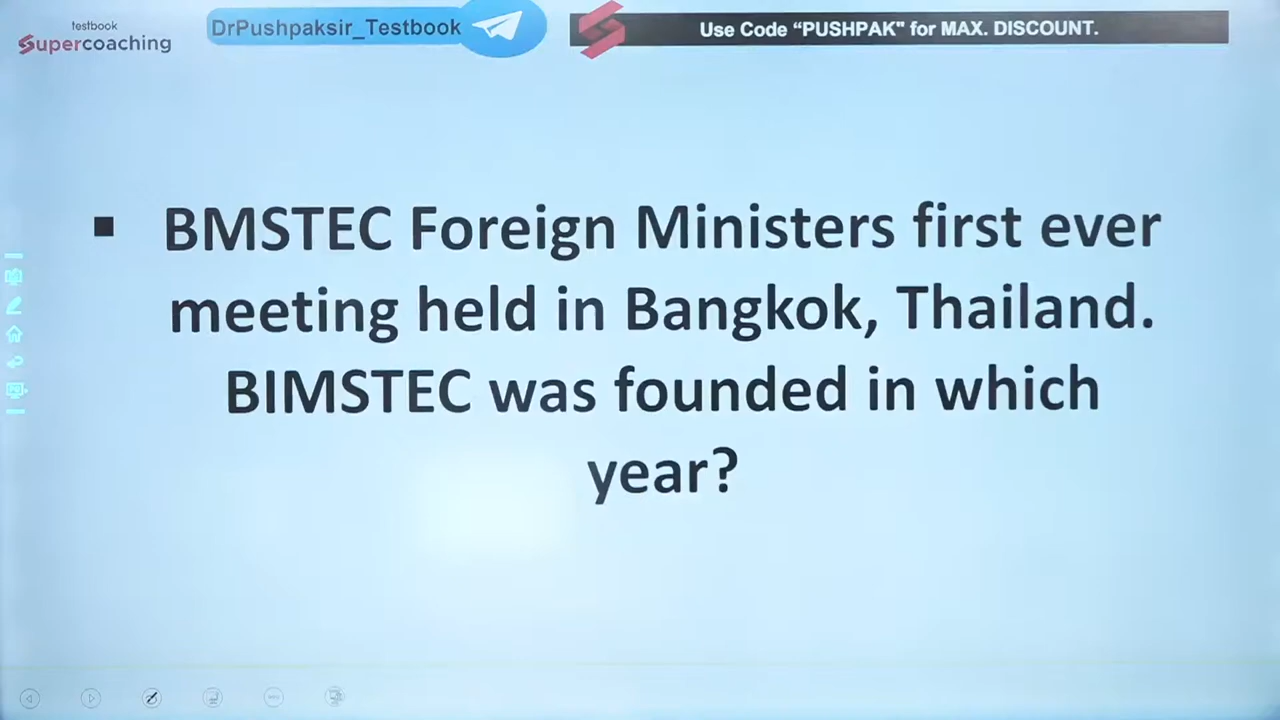 testbook
Supercoaching
DrPushpaksir_Testbook
Use Code “PUSHPAK" for MAX. DISCOUNT.
▪ BMSTEC Foreign Ministers first ever
meeting held in Bangkok, Thailand.
BIMSTEC was founded in which
year?